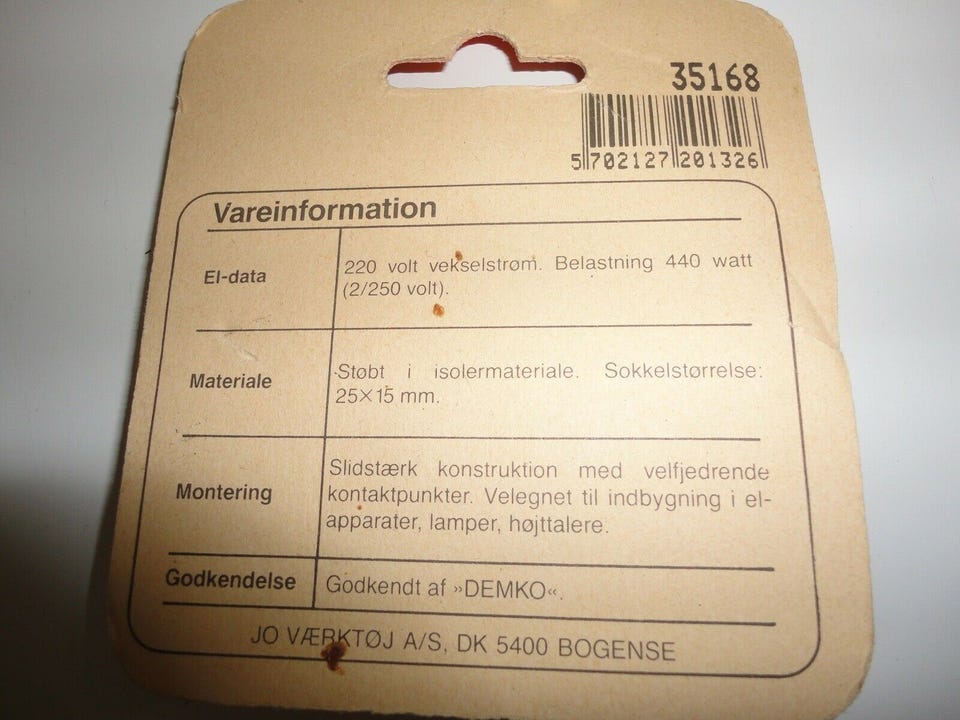 35168
5 702127 201326
Vareinformation
El-data
220 volt vekselstrøm. Belastning 440 watt
(2/250 volt).
Materiale
Støbt i isolermateriale. Sokkelstørrelse:
25×15 mm.
Montering
Slidstærk konstruktion med velfjedrende
kontaktpunkter. Velegnet til indbygning i el-
apparater, lamper, højttalere.
Godkendelse
Godkendt af »DEMKO«.
JO VÆRKTØJ A/S, DK 5400 BOGENSE